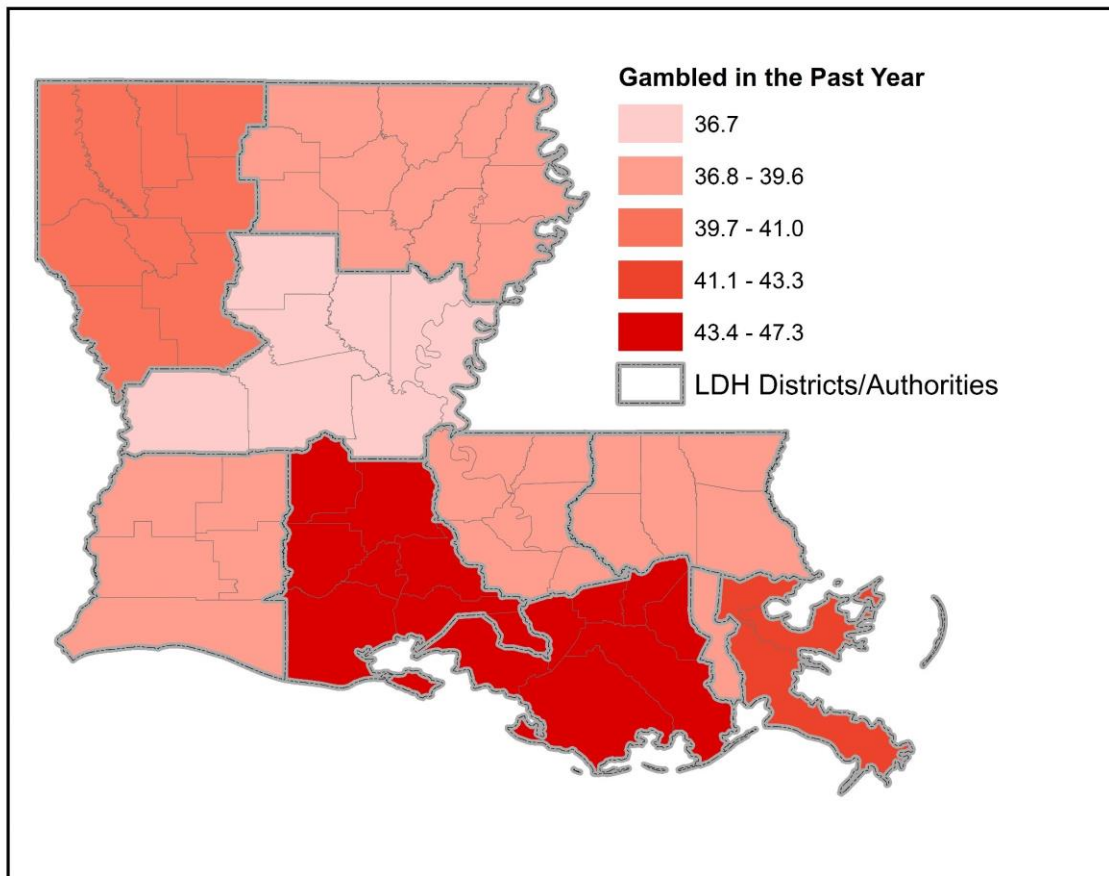 Gambled in the Past Year
36.7
36.8 - 39.6
39.7 - 41.0
41.1 - 43.3
43.4 - 47.3
LDH Districts/Authorities